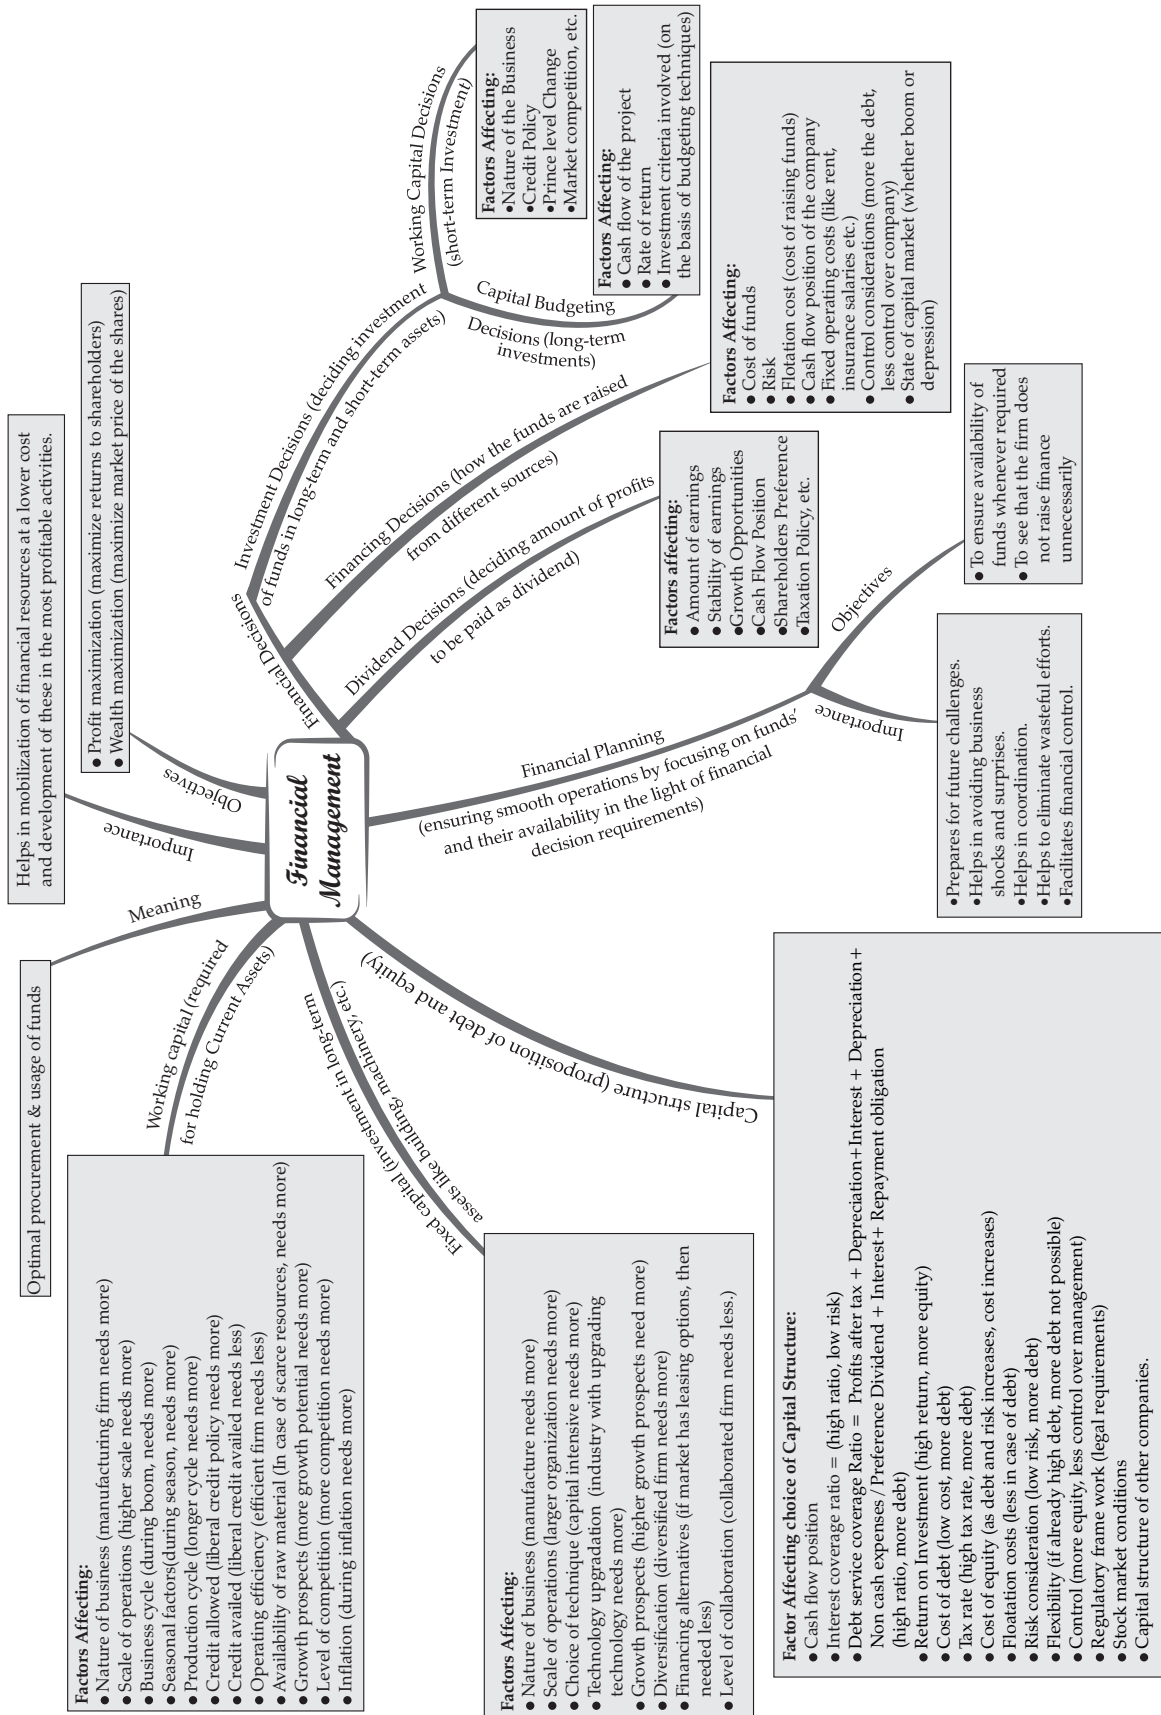 Financial
Management
Meaning
Optimal procurement & usage of funds
Importance
Helps in mobilization of financial resources at a lower cost
and development of these in the most profitable activities.
Objectives
● Profit maximization (maximize returns to shareholders)
● Wealth maximization (maximize market price of the shares)
Financial Decisions
Investment Decisions (deciding investment
of funds in long-term and short-term assets)
Working Capital Decisions
(short-term Investment)
Factors Affecting:
●Nature of the Business
●Credit Policy
●Prince level Change
●Market competition, etc.
Capital Budgeting
Decisions (long-term
investments)
Factors Affecting:
● Cash flow of the project
● Rate of return
● Investment criteria involved (on
the basis of budgeting techniques)
Financing Decisions (how the funds are raised
from different sources)
Factors Affecting:
● Cost of funds
● Risk
● Flotation cost (cost of raising funds)
● Cash flow position of the company
● Fixed operating costs (like rent,
insurance salaries etc.)
● Control considerations (more the debt,
less control over company)
● State of capital market (whether boom or
depression)
Dividend Decisions (deciding amount of profits
to be paid as dividend)
Factors affecting:
● Amount of earnings
● Stability of earnings
●Growth Opportunities
●Cash Flow Position
●Shareholders Preference
●Taxation Policy, etc.
Financial Planning
(ensuring smooth operations by focusing on funds'
and their availability in the light of financial
decision requirements)
Objectives
● To ensure availability of
funds whenever required
● To see that the firm does
not raise finance
unnecessarily
Importance
●Prepares for future challenges.
●Helps in avoiding business
shocks and surprises.
●Helps in coordination.
●Helps to eliminate wasteful efforts.
●Facilitates financial control.
Capital structure (proposition of debt and equity)
Factor Affecting choice of Capital Structure:
● Cash flow position
● Interest coverage ratio = (high ratio, low risk)
● Debt service coverage Ratio = Profits after tax + Depreciation+Interest + Depreciation+
Non cash expenses / Preference Dividend + Interest+ Repayment obligation
(high ratio, more debt)
● Return on Investment (high return, more equity)
● Cost of debt (low cost, more debt)
● Tax rate (high tax rate, more debt)
● Cost of equity (as debt and risk increases, cost increases)
● Floatation costs (less in case of debt)
● Risk consideration (low risk, more debt)
● Flexibility (if already high debt, more debt not possible)
● Control (more equity, less control over management)
● Regulatory frame work (legal requirements)
● Stock market conditions
● Capital structure of other companies.
Fixed capital (investment in long-term
assets like building, machinery, etc.)
Factors Affecting:
● Nature of business (manufacture needs more)
● Scale of operations (larger organization needs more)
● Choice of technique (capital intensive needs more)
● Technology upgradation (industry with upgrading
technology needs more)
● Growth prospects (higher growth prospects need more)
● Diversification (diversified firm needs more)
● Financing alternatives (if market has leasing options, then
needed less)
● Level of collaboration (collaborated firm needs less.)
Working capital (required
for holding Current Assets)
Factors Affecting:
● Nature of business (manufacturing firm needs more)
● Scale of operations (higher scale needs more)
● Business cycle (during boom, needs more)
● Seasonal factors(during season, needs more)
● Production cycle (longer cycle needs more)
● Credit allowed (liberal credit policy needs more)
● Credit availed (liberal credit availed needs less)
● Operating efficiency (efficient firm needs less)
● Availability of raw material (In case of scarce resources, needs more)
● Growth prospects (more growth potential needs more)
● Level of competition (more competition needs more)
● Inflation (during inflation needs more)